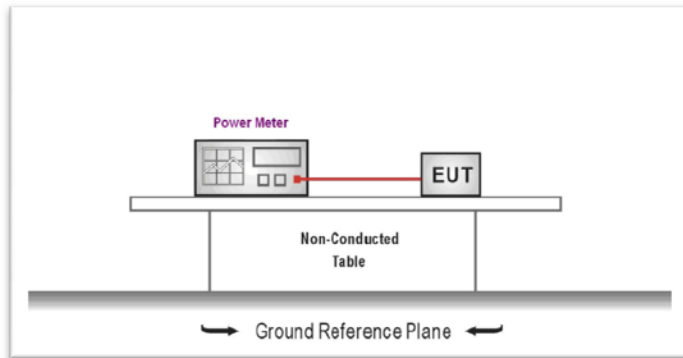 Power Meter
EUT
Non-Conducted
Table
Ground Reference Plane